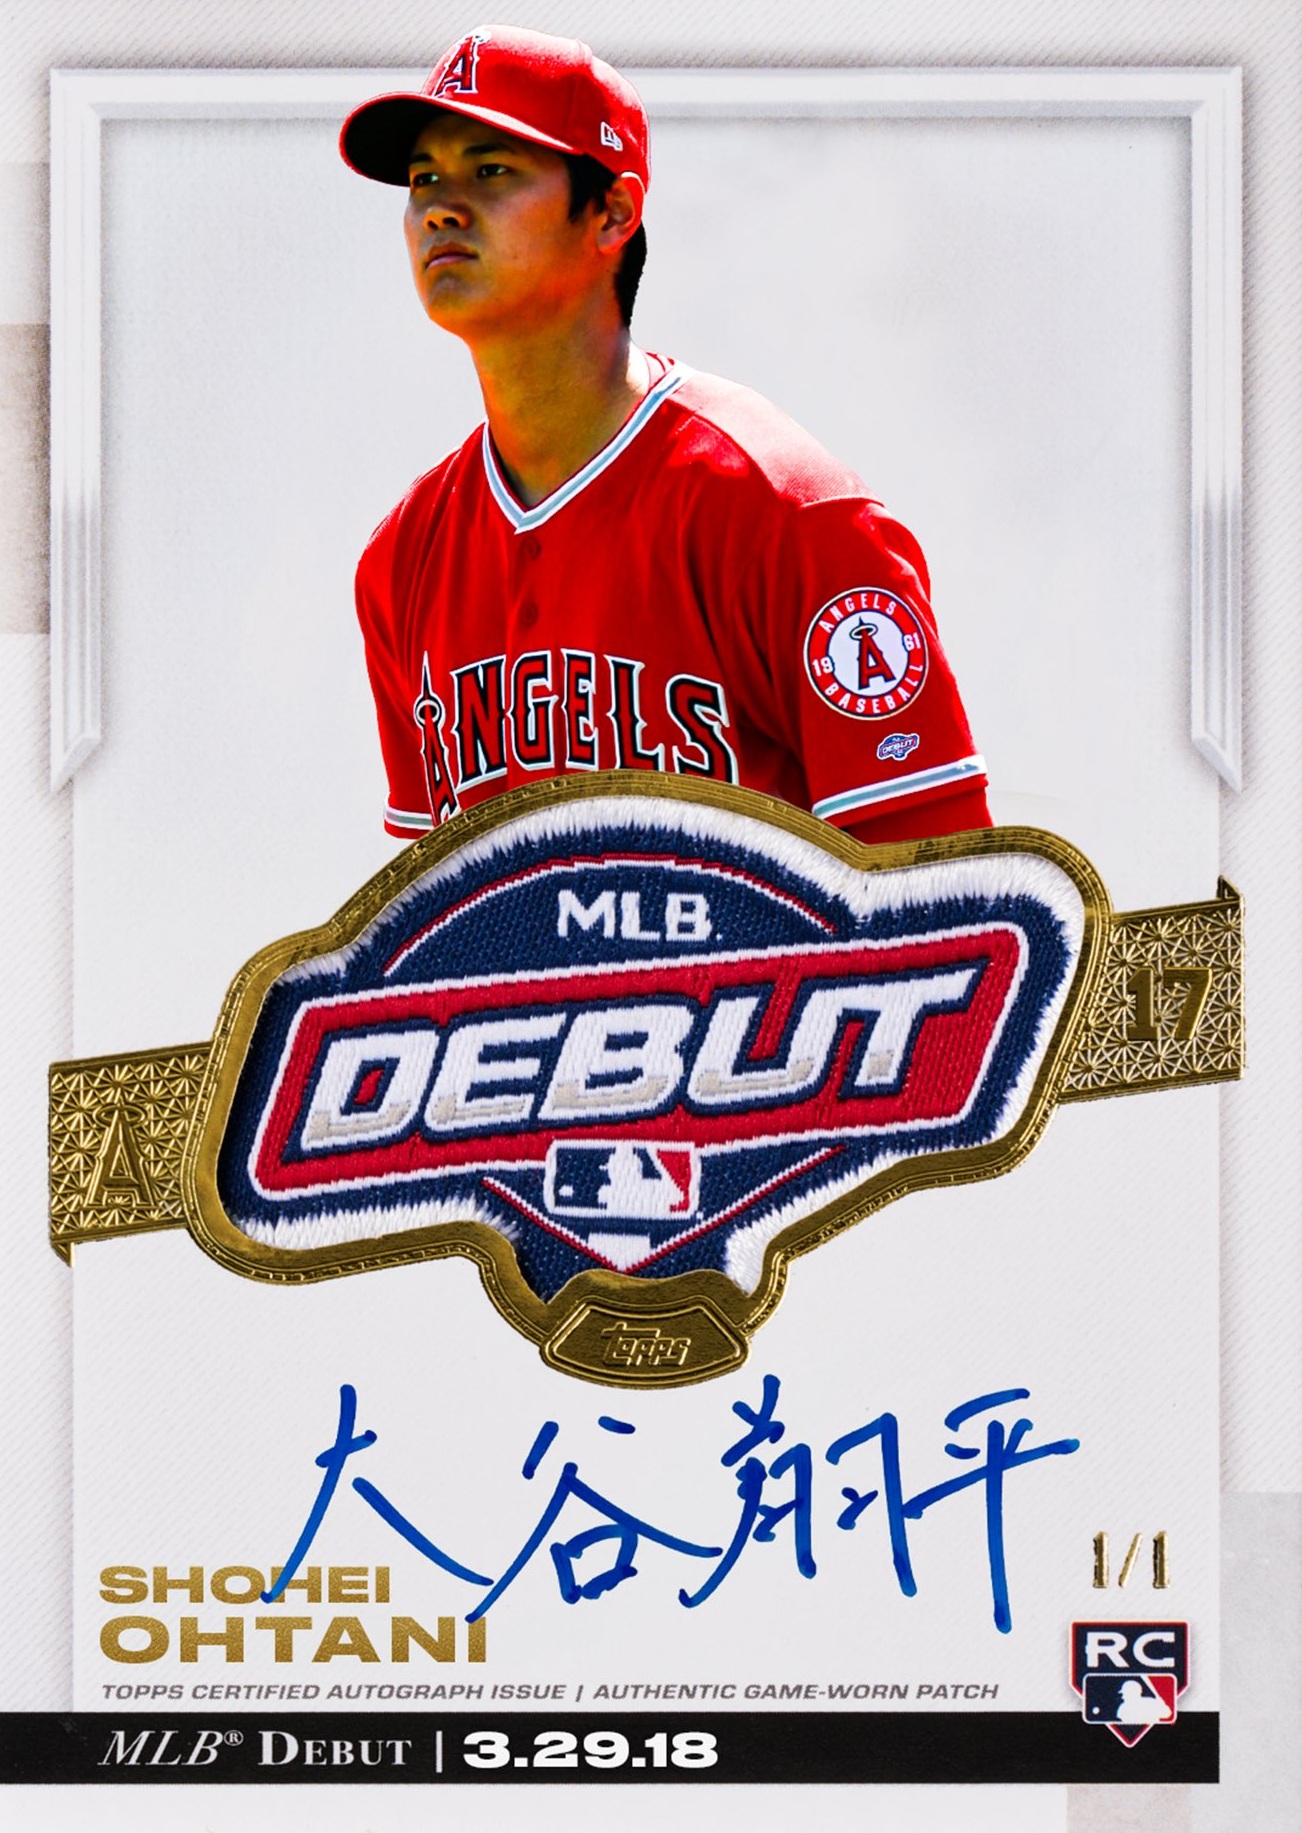 A
ANGELS
ANGELS
19 A 61
BASEBALL
DEBUT
MLB.
DEBUT
17
A
topps
大谷翔平
1/1
SHOHEI
OHTANI
RC
TOPPS CERTIFIED AUTOGRAPH ISSUE | AUTHENTIC GAME-WORN PATCH
MLB® DEBUT | 3.29.18